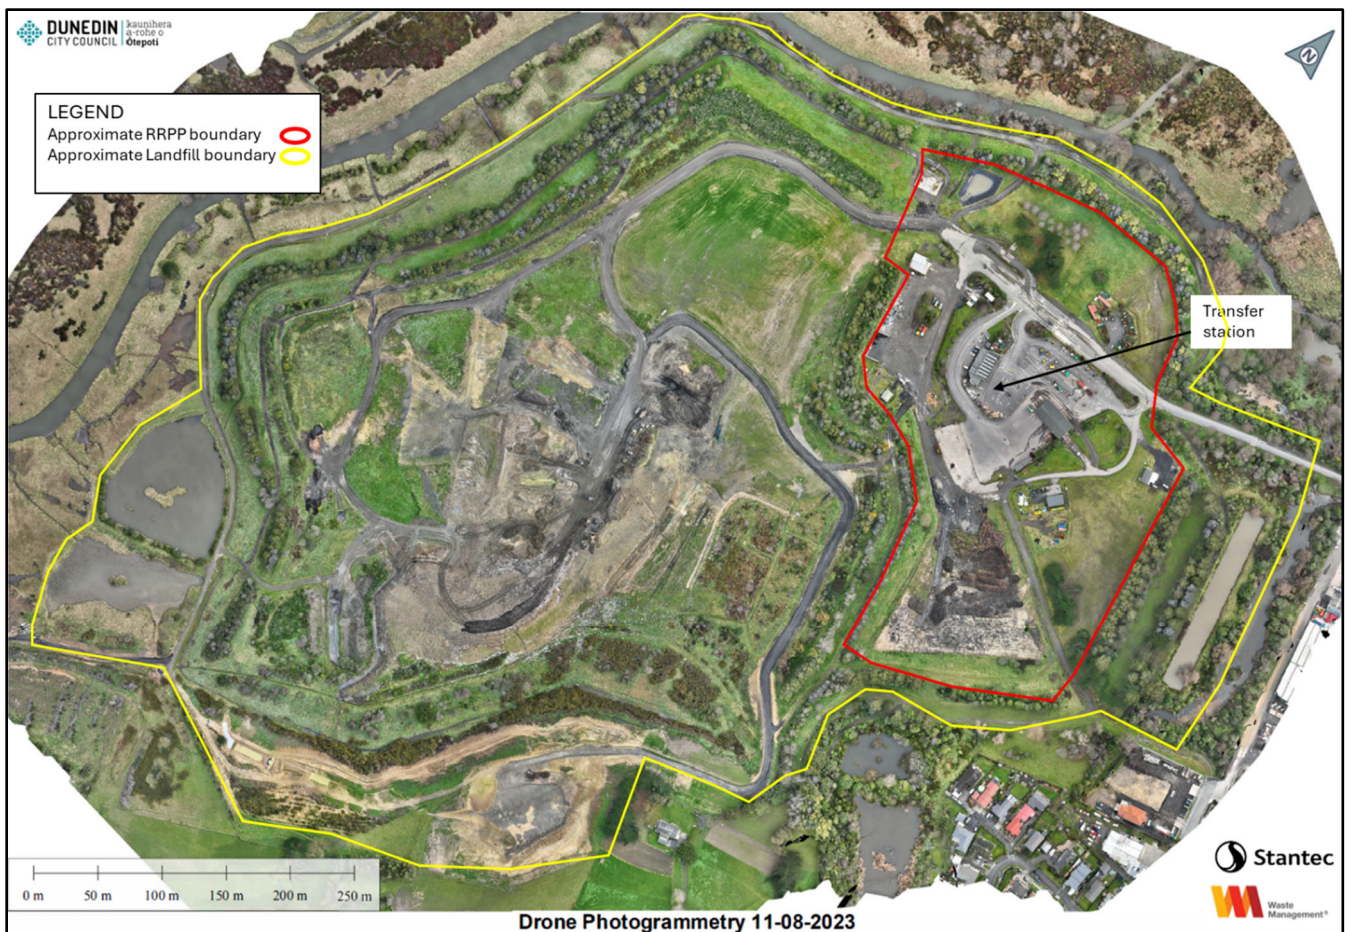 DUNEDIN
CITY COUNCIL
kaunihera
a-rohe o
Ōtepoti
N
LEGEND
Approximate RRPP boundary
Approximate Landfill boundary
Transfer
station
0 m 50 m 100 m 150 m 200 m 250 m
Stantec
Waste
Management®
Drone Photogrammetry 11-08-2023